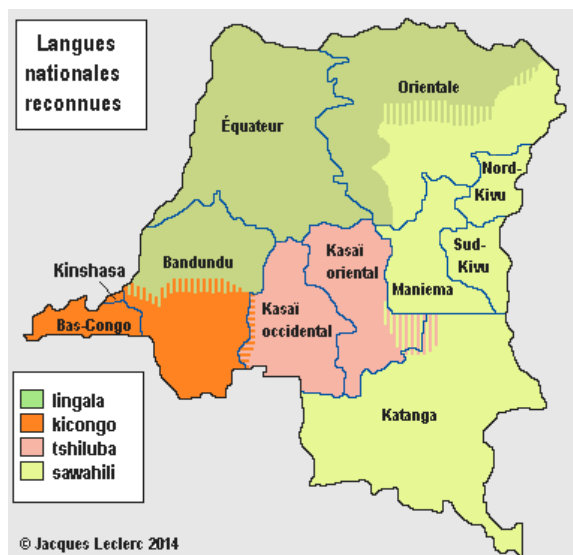 Langues
nationales
reconnues
Orientale
Équateur
Nord-
Kivu
Kasaï
oriental
Sud-
Kivu
Bandundu
Kinshasa
Maniema
Bas-Congo
Kasaï
occidental
Katanga
lingala
kicongo
tshiluba
sawahili
© Jacques Leclerc 2014